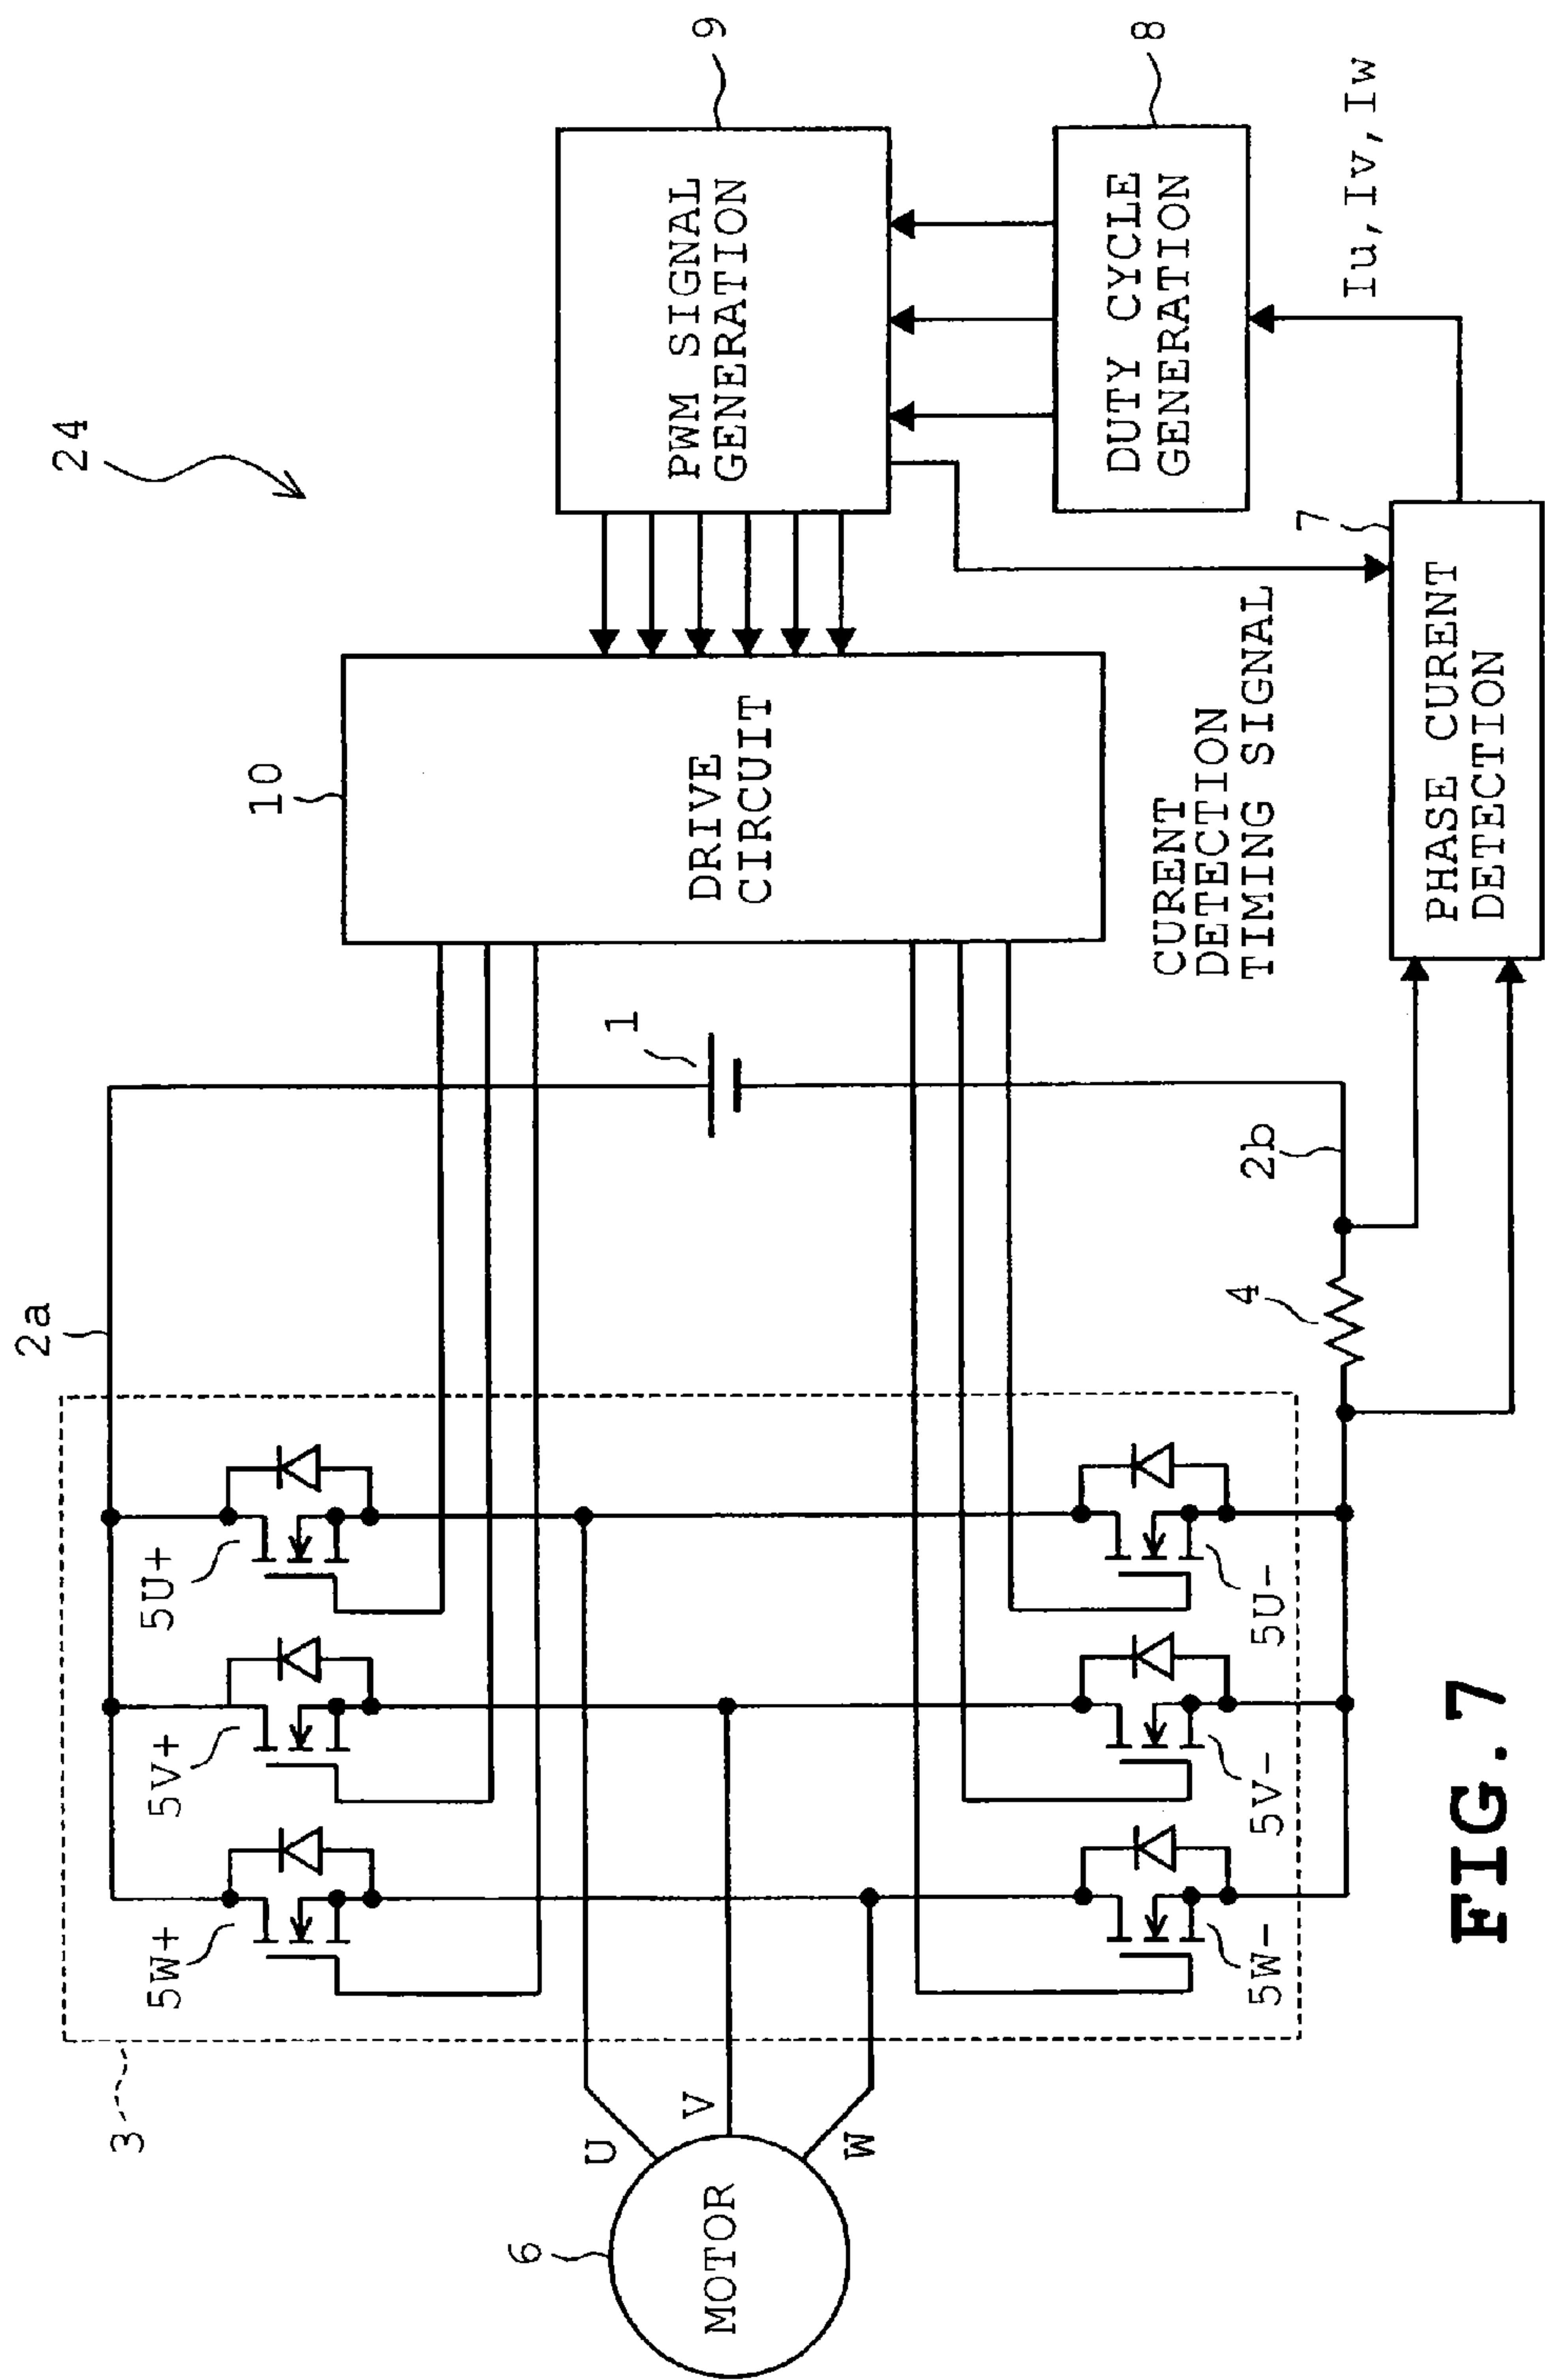 24
2a
3
5W+
5V+
5U+
10
9
1
PWM SIGNAL
GENERATION
DRIVE
CIRCUIT
U
V
W
6
MOTOR
8
DUTY CYCLE
GENERATION
CURRENT
DETECTION
TIMING SIGNAL
5W-
5V-
5U-
4
2b
7
Iu, Iv, Iw
PHASE CURENT
DETECTION
FIG. 7